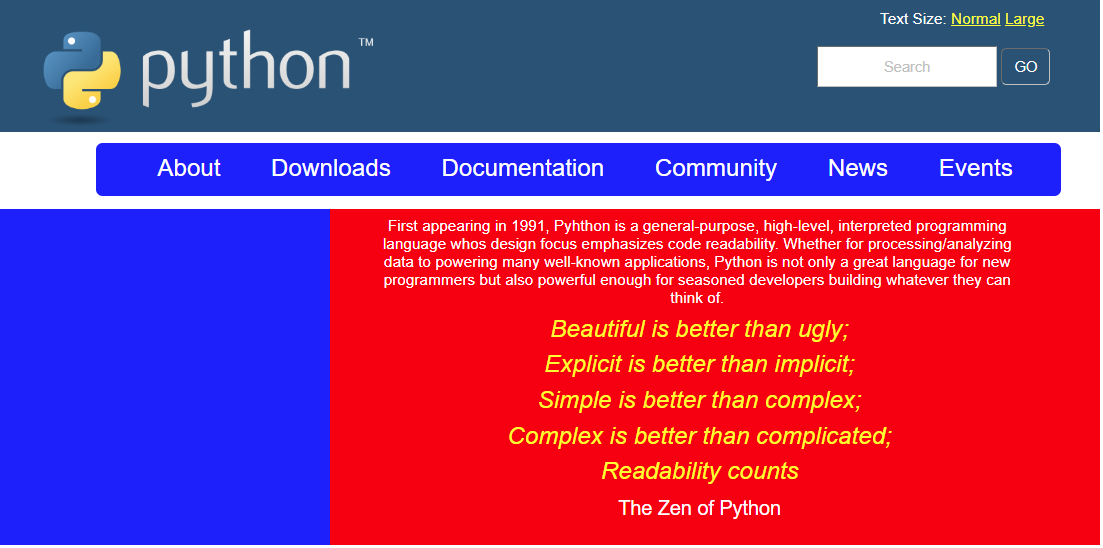 Text Size: Normal Large
python™
Search
GO
About Downloads Documentation Community News Events
First appearing in 1991, Pyhthon is a general-purpose, high-level, interpreted programming
language whos design focus emphasizes code readability. Whether for processing/analyzing
data to powering many well-known applications, Python is not only a great language for new
programmers but also powerful enough for seasoned developers building whatever they can
think of.
Beautiful is better than ugly;
Explicit is better than implicit;
Simple is better than complex;
Complex is better than complicated;
Readability counts
The Zen of Python